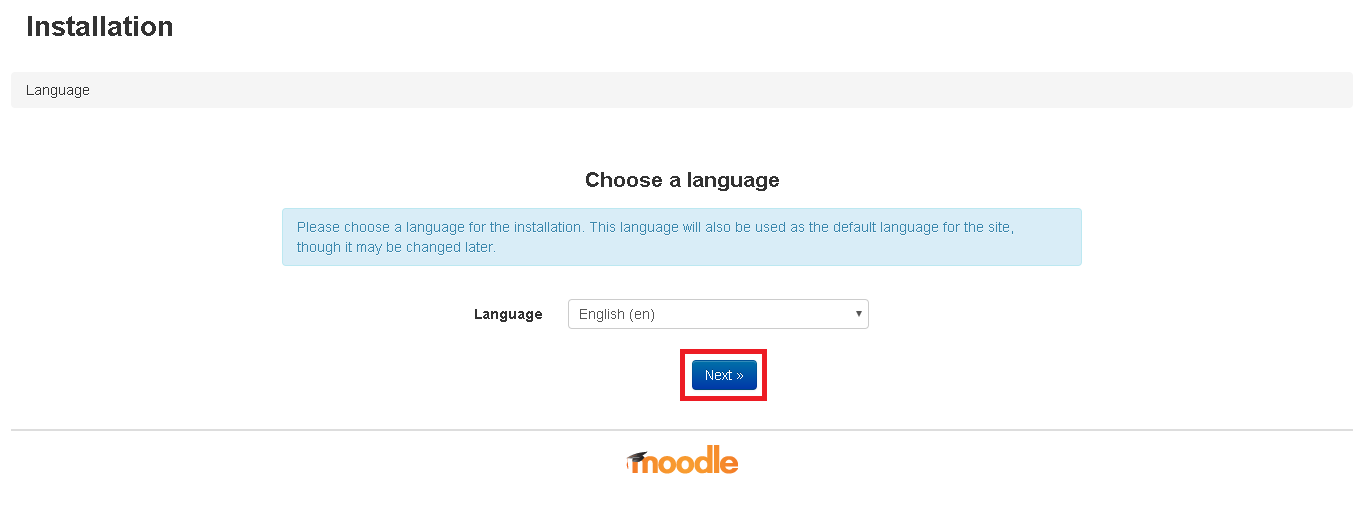 Installation
Language
Choose a language
Please choose a language for the installation. This language will also be used as the default language for the site,
though it may be changed later.
Language English (en)
Next »
moodle